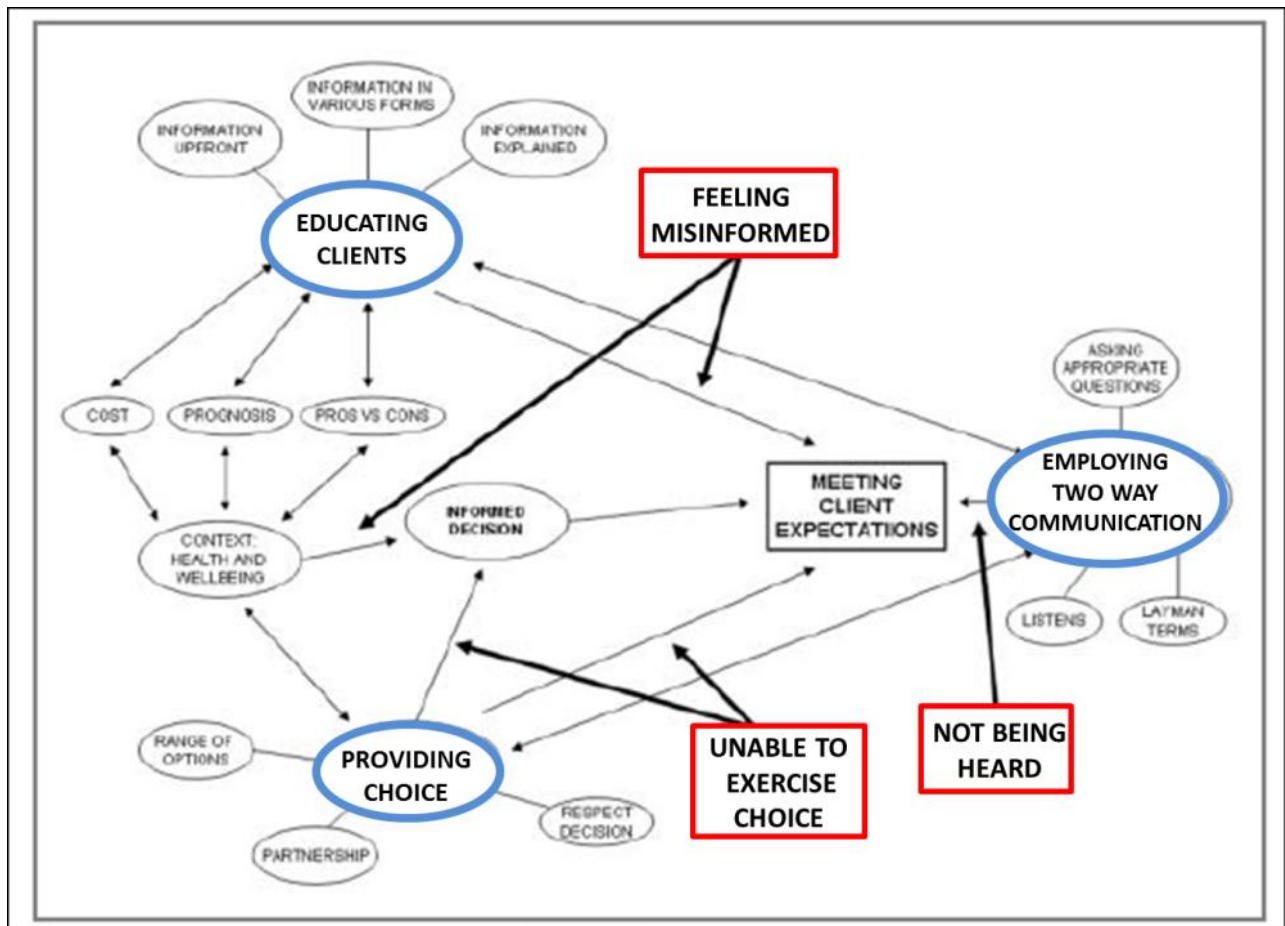 INFORMATION IN
VARIOUS FORMS
INFORMATION
UPFRONT
INFORMATION
EXPLAINED
EDUCATING
CLIENTS
FEELING
MISINFORMED
ASKING
APPROPRIATE
QUESTIONS
COST
PROGNOSIS
PROS VS CONS
EMPLOYING
TWO WAY
COMMUNICATION
MEETING
CLIENT
EXPECTATIONS
INFORMED
DECISION
CONTEXT:
HEALTH AND
WELLBEING
LISTENS
LAYMAN
TERMS
RANGE OF
OPTIONS
PROVIDING
CHOICE
UNABLE TO
EXERCISE
CHOICE
NOT BEING
HEARD
RESPECT
DECISION
PARTNERSHIP